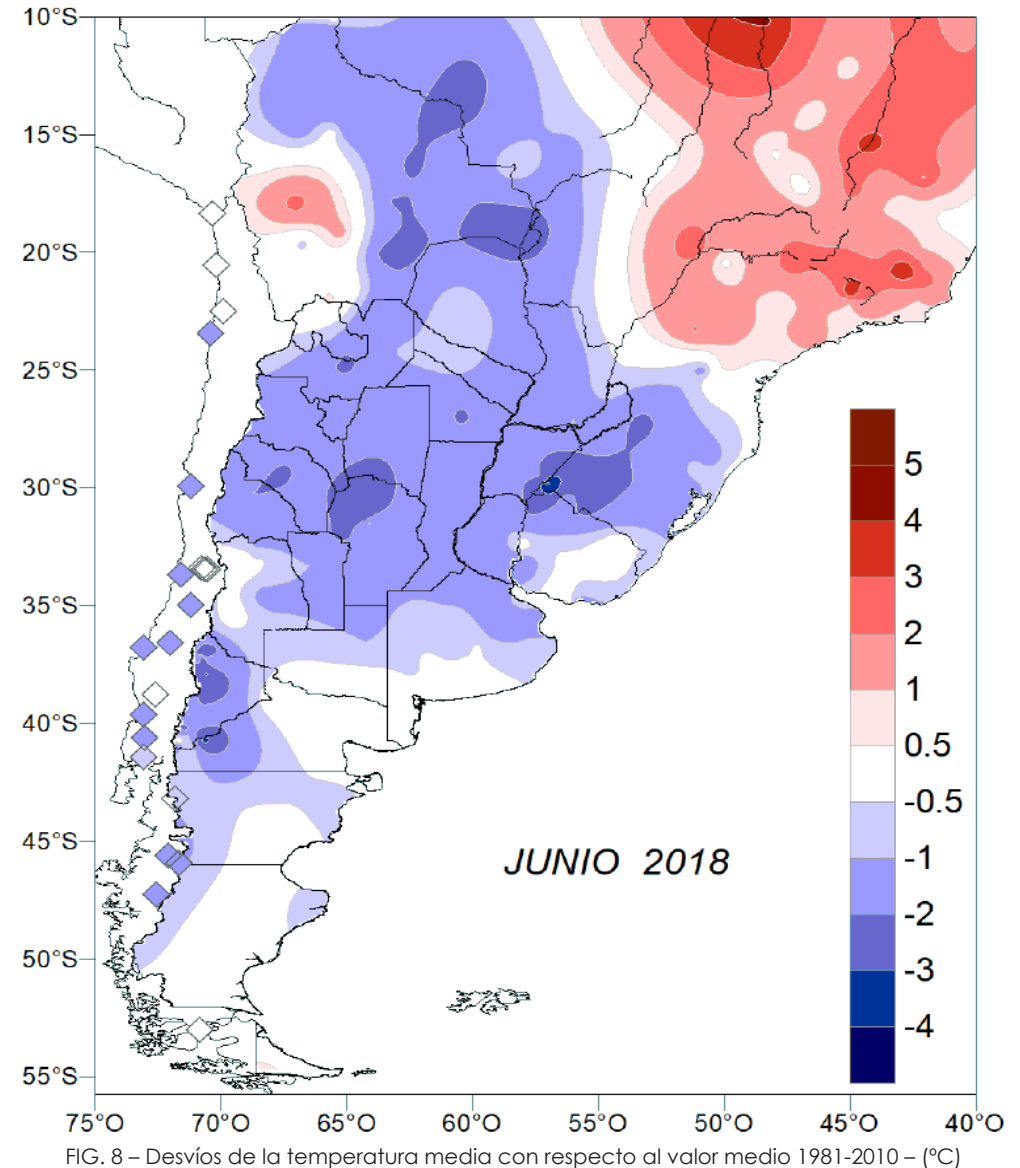 10°S
15°S
20°S
25°S
30°S
35°S
40°S
45°S
50°S
55°S
5
4
3
2
1
0.5
-0.5
-1
-2
-3
-4
JUNIO 2018
75°O 70°O 65°O 60°O 55°O 50°O 45°O 40°O
FIG. 8 – Desvíos de la temperatura media con respecto al valor medio 1981-2010 – (ºC)